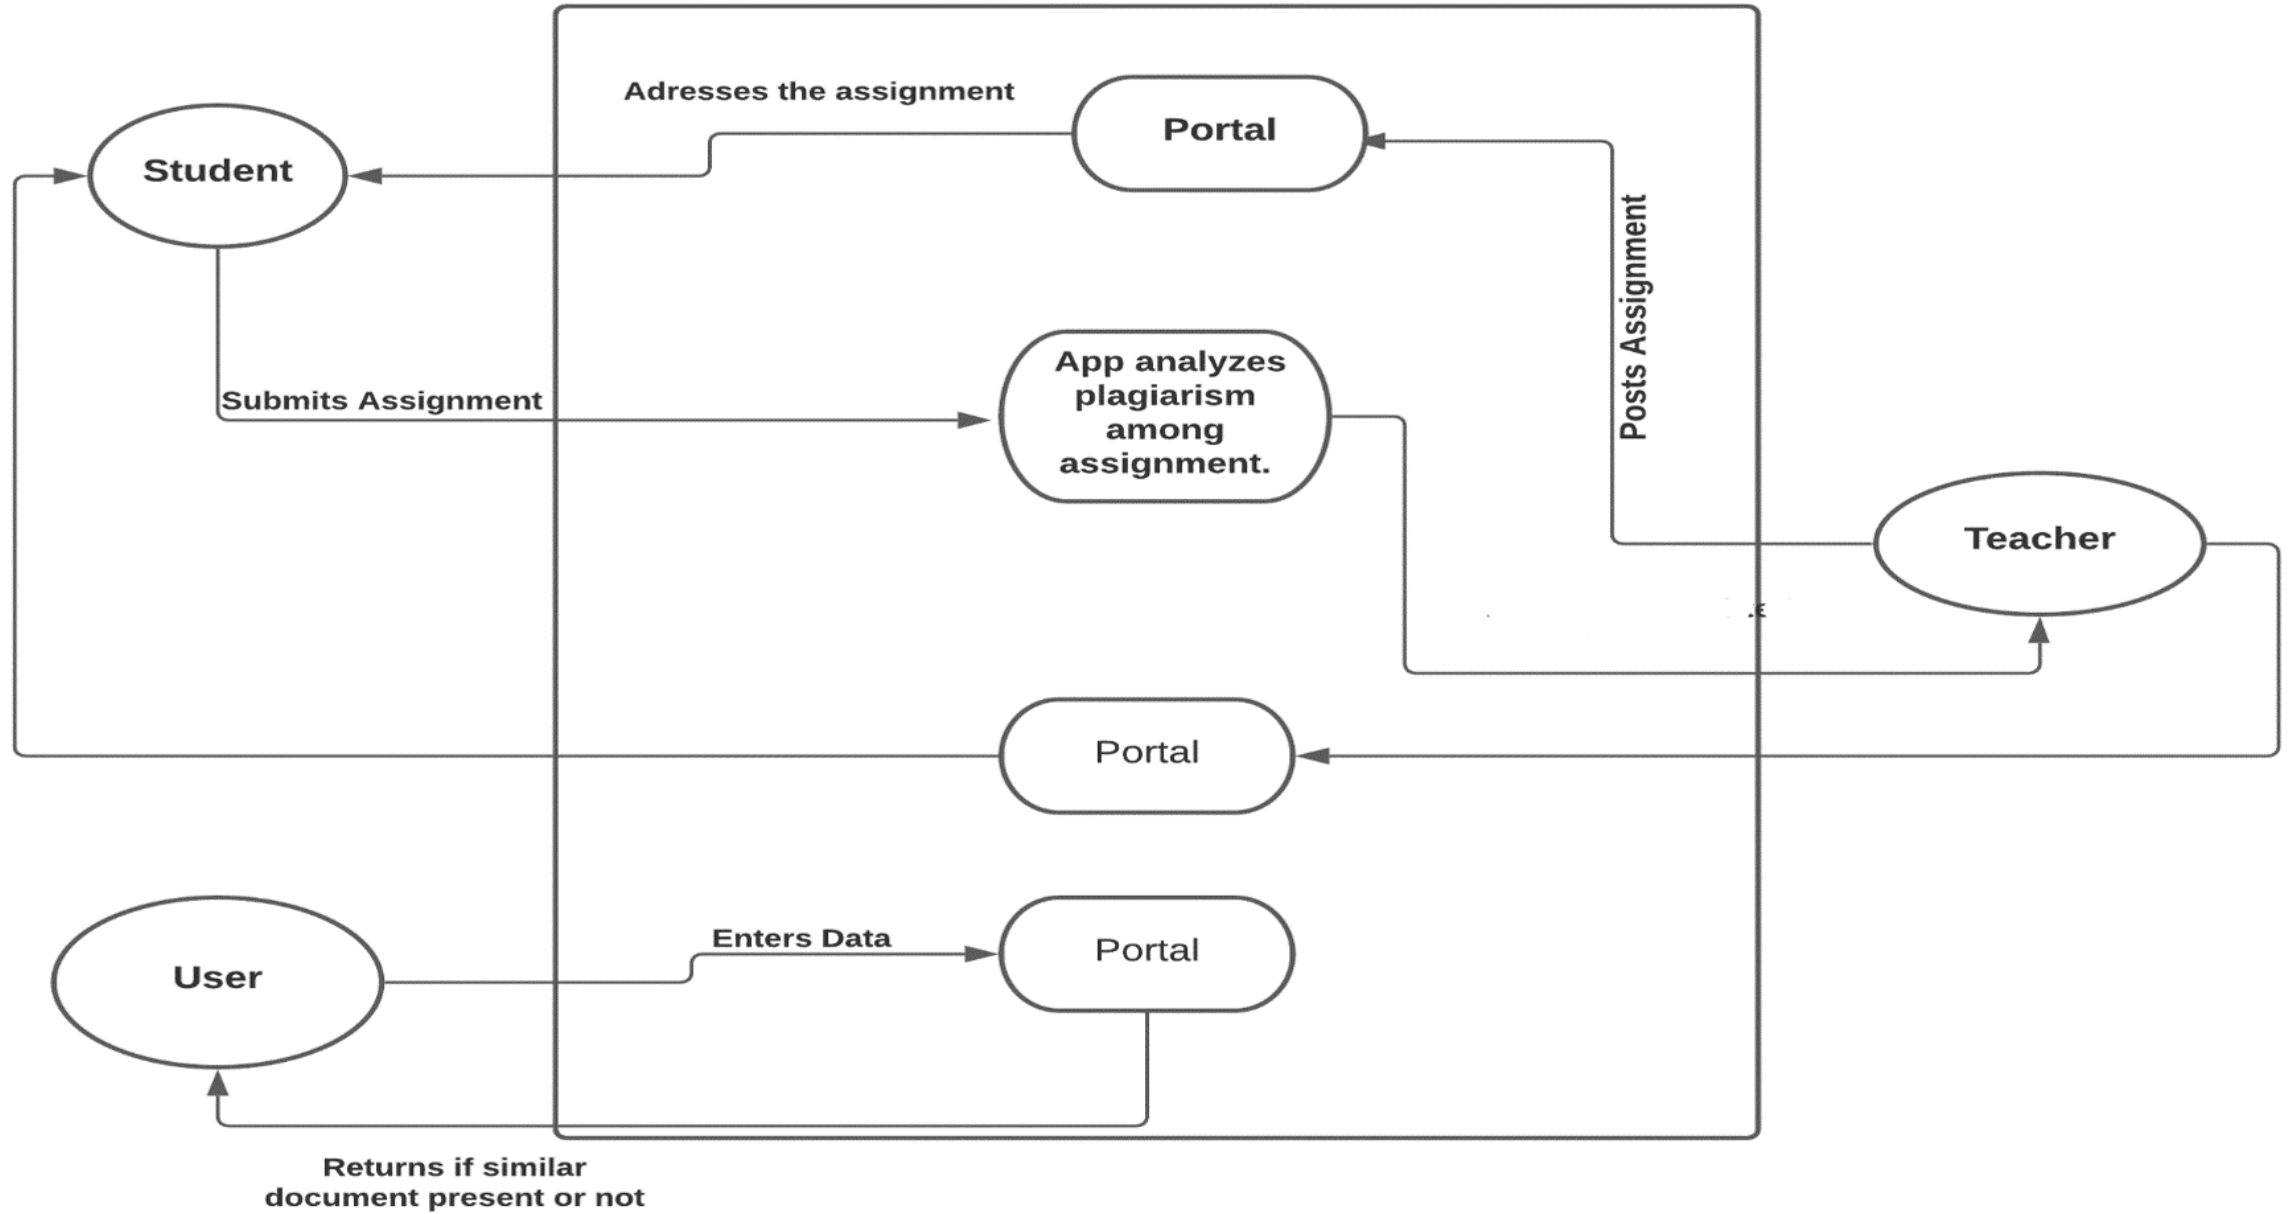 Adresses the assignment
Portal
Student
Posts Assignment
App analyzes
plagiarism
among
assignment.
Submits Assignment
Teacher
Portal
Enters Data
Portal
User
Returns if similar
document present or not